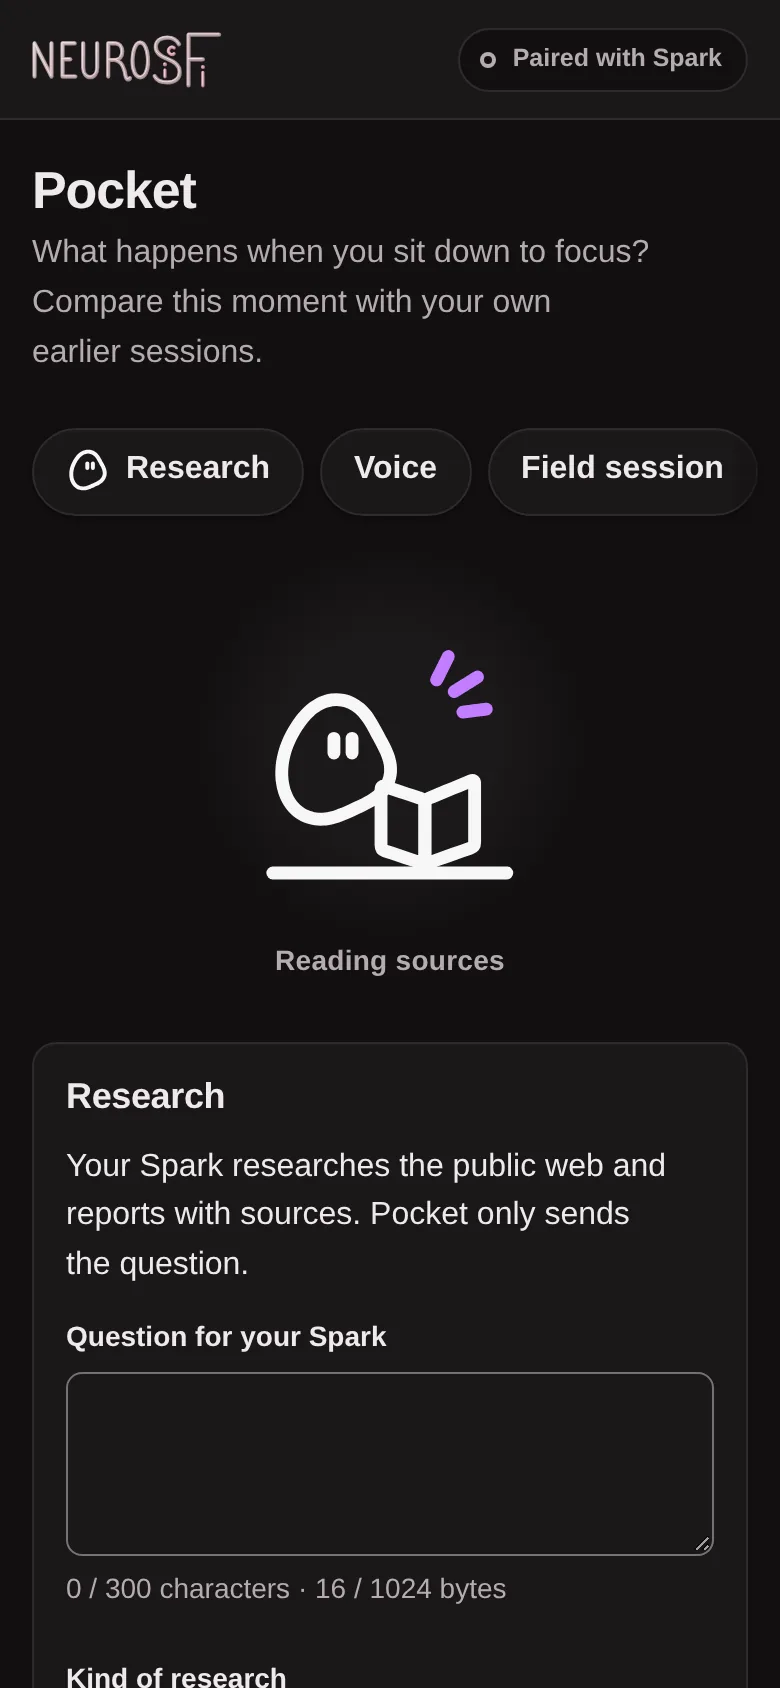 NEUROSciFi
Paired with Spark
Pocket
What happens when you sit down to focus?
Compare this moment with your own
earlier sessions.
Research
Voice
Field session
Reading sources
Research
Your Spark researches the public web and
reports with sources. Pocket only sends
the question.
Question for your Spark
0 / 300 characters · 16 / 1024 bytes
Kind of research